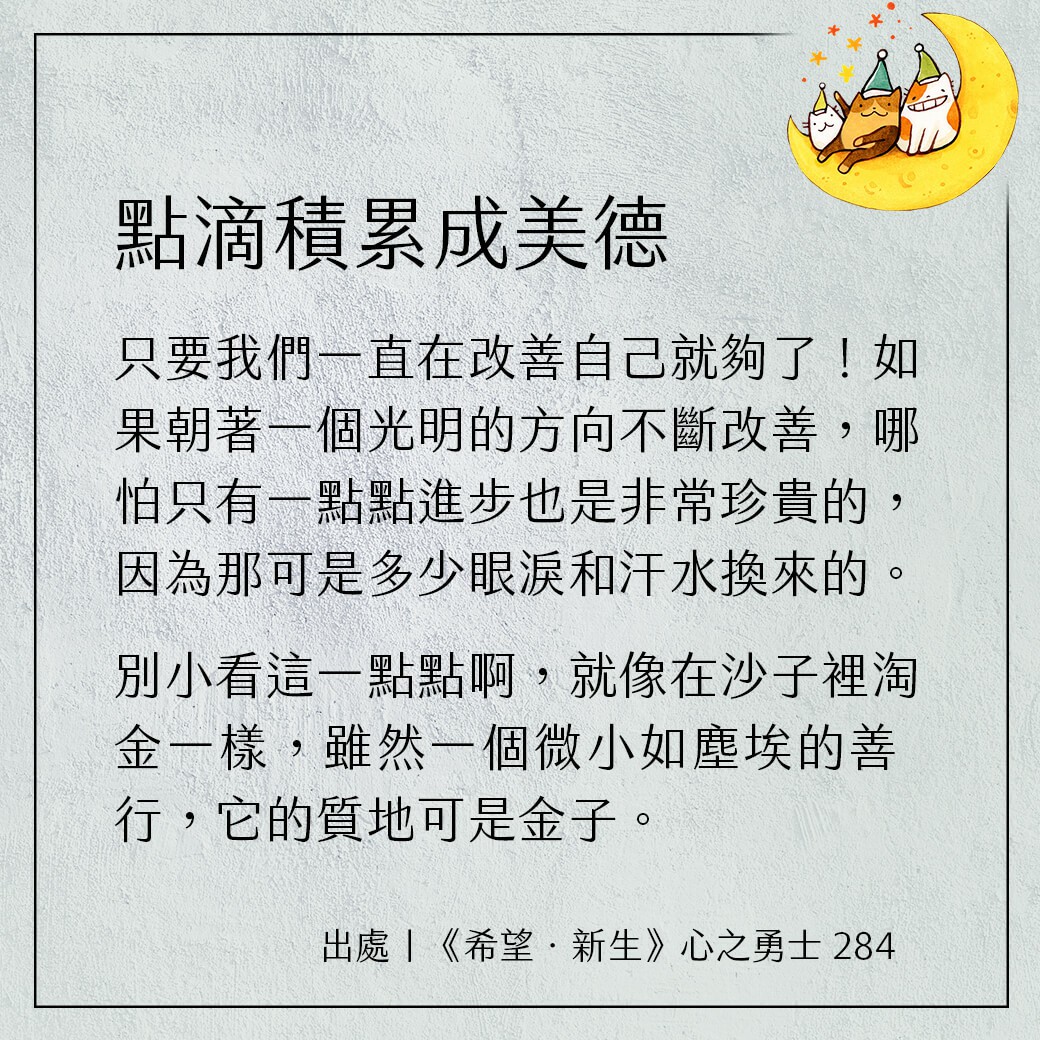 點滴積累成美德
只要我們一直在改善自己就夠了！如
果朝著一個光明的方向不斷改善，哪
怕只有一點點進步也是非常珍貴的，
因為那可是多少眼淚和汗水換來的。
別小看這一點點啊，就像在沙子裡淘
金一樣，雖然一個微小如塵埃的善
行，它的質地可是金子。
出處｜《希望．新生》心之勇士 284